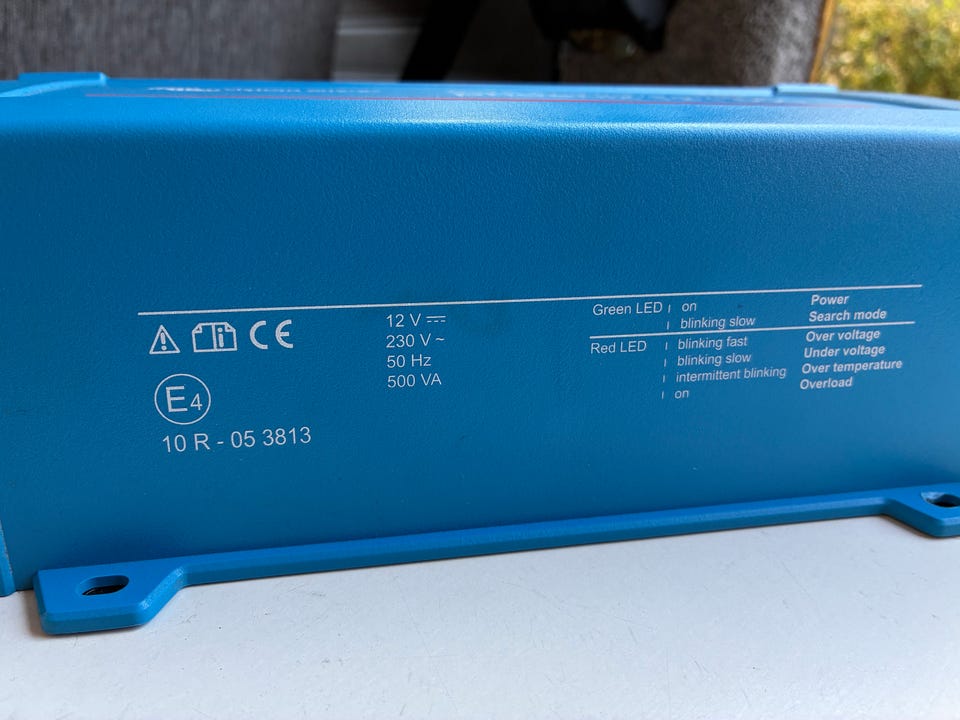 12 V
230 V ~
50 Hz
500 VA
CE
E4
10 R - 05 3813
Green LED on Power
blinking slow Search mode
Red LED blinking fast Over voltage
blinking slow Under voltage
intermittent blinking Over temperature
on Overload